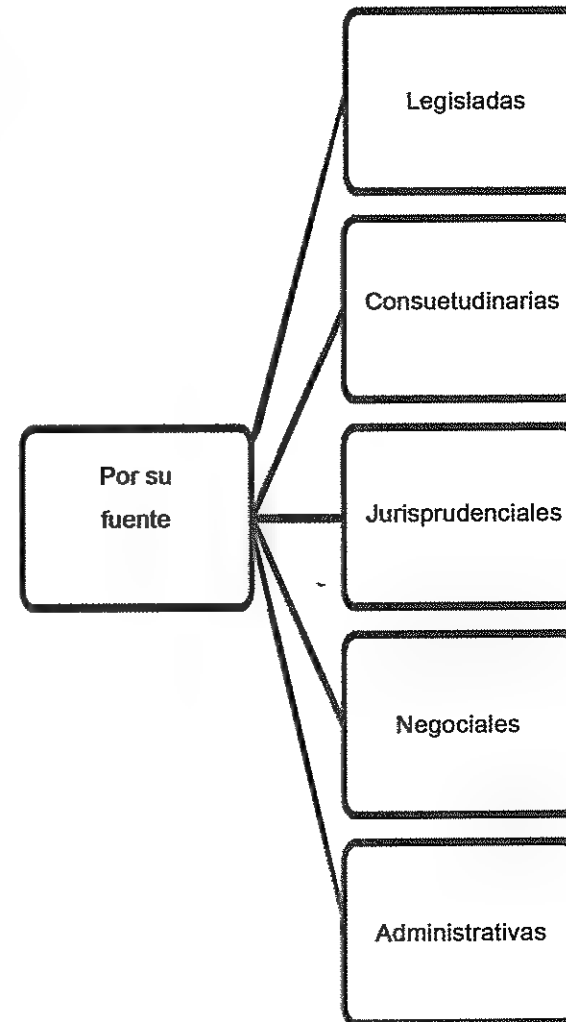 Legisladas
Consuetudinarias
Por su
fuente
Jurisprudenciales
Negociales
Administrativas